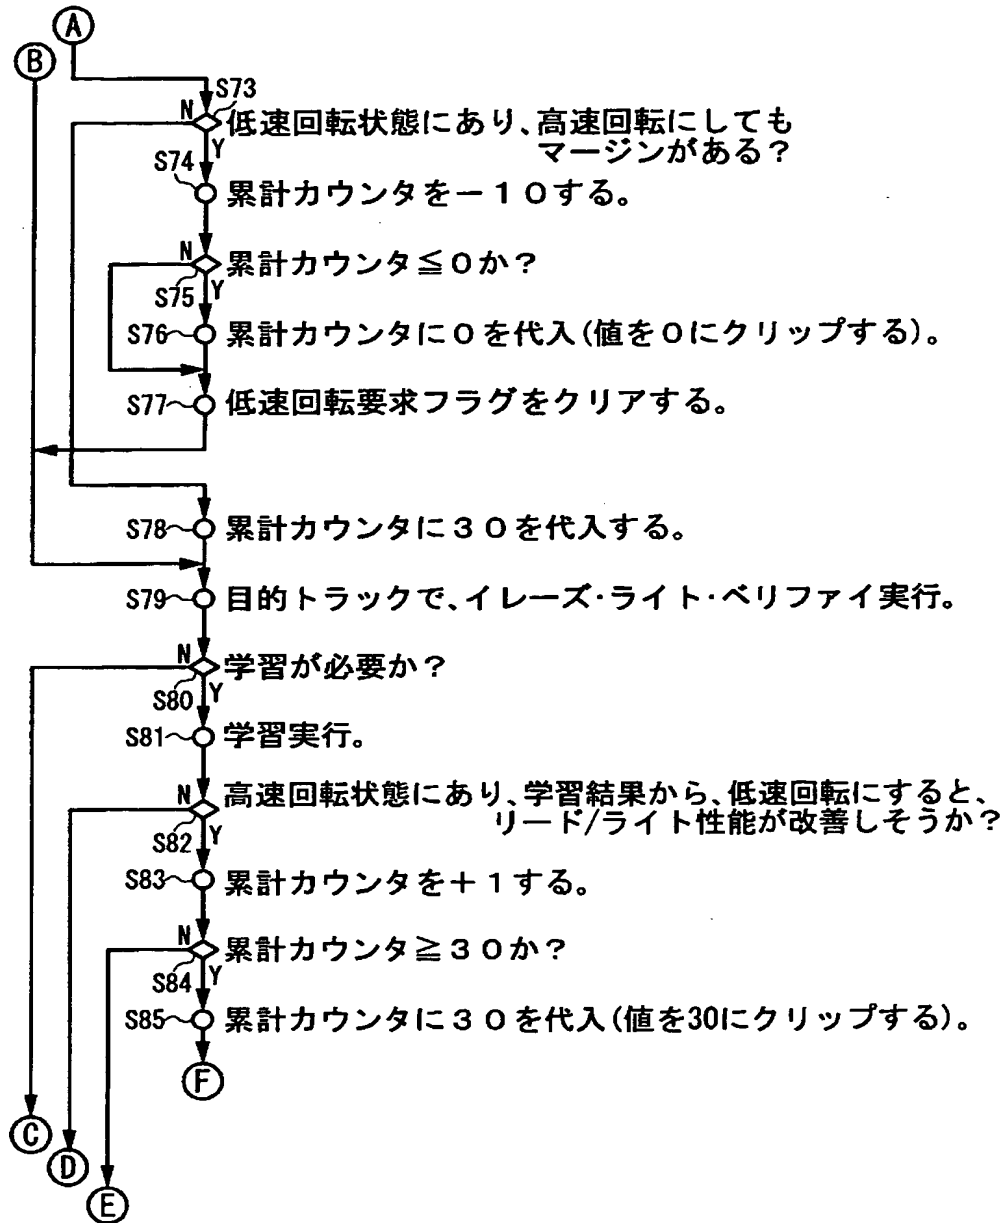 A
B
S73
N
低速回転状態にあり、高速回転にしても
マージンがある?
Y
S74
累計カウンタを－１０する。
N
累計カウンタ≦０か?
S75
Y
S76
累計カウンタに０を代入(値を０にクリップする)。
S77
低速回転要求フラグをクリアする。
S78
累計カウンタに３０を代入する。
S79
目的トラックで、イレーズ・ライト・ベリファイ実行。
N
学習が必要か?
S80
Y
S81
学習実行。
N
高速回転状態にあり、学習結果から、低速回転にすると、
リード/ライト性能が改善しそうか?
S82
Y
S83
累計カウンタを＋１する。
N
累計カウンタ≧３０か?
S84
Y
S85
累計カウンタに３０を代入(値を30にクリップする)。
F
C
D
E